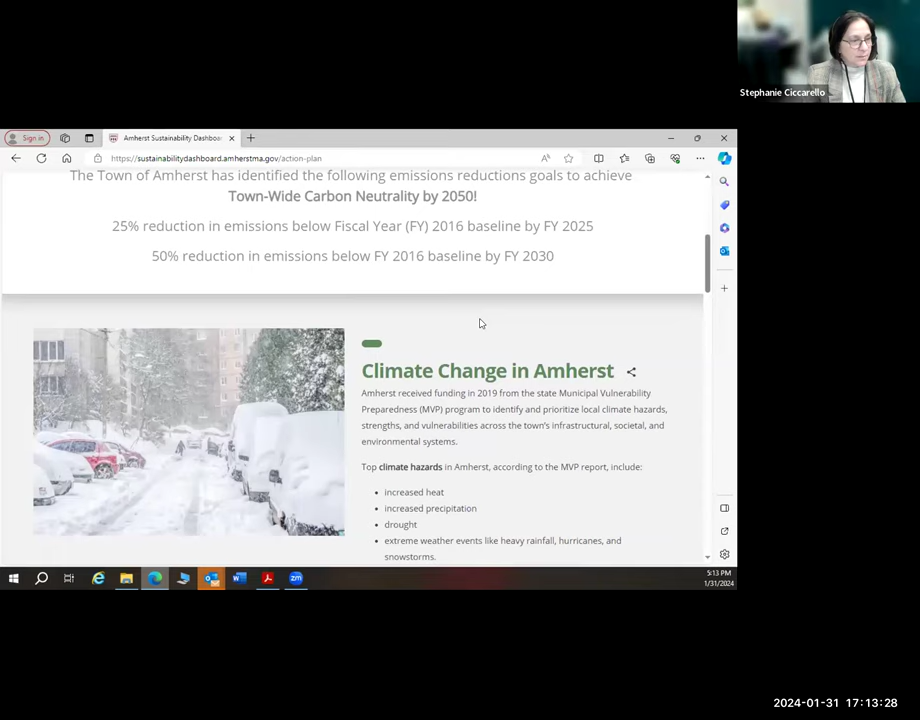 Stephanie Ciccarello
Sign in
Amherst Sustainability Dashboar
https://sustainabilitydashboard.amherstma.gov/action-plan
The Town of Amherst has identified the following emissions reductions goals to achieve
Town-Wide Carbon Neutrality by 2050!
25% reduction in emissions below Fiscal Year (FY) 2016 baseline by FY 2025
50% reduction in emissions below FY 2016 baseline by FY 2030
Climate Change in Amherst
Amherst received funding in 2019 from the state Municipal Vulnerability
Preparedness (MVP) program to identify and prioritize local climate hazards,
strengths, and vulnerabilities across the town's infrastructural, societal, and
environmental systems.
Top climate hazards in Amherst, according to the MVP report, include:
• increased heat
• increased precipitation
• drought
• extreme weather events like heavy rainfall, hurricanes, and
snowstorms.
zm
5:13 PM
1/31/2024
2024-01-31 17:13:28